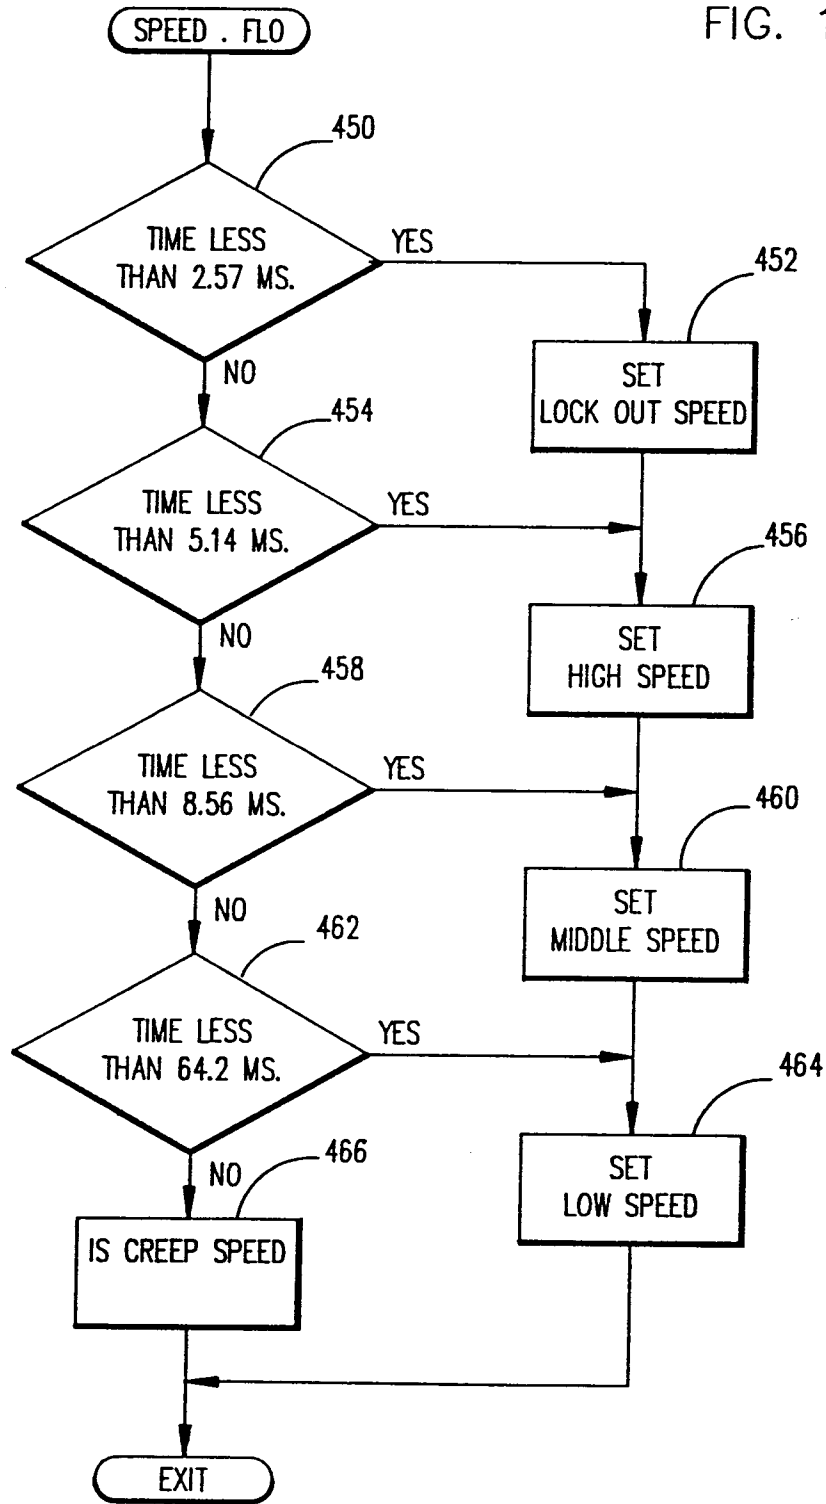 FIG. 1
SPEED . FLO
450
TIME LESS
THAN 2.57 MS.
YES
452
SET
LOCK OUT SPEED
NO
454
TIME LESS
THAN 5.14 MS.
YES
456
SET
HIGH SPEED
NO
458
TIME LESS
THAN 8.56 MS.
YES
460
SET
MIDDLE SPEED
NO
462
TIME LESS
THAN 64.2 MS.
YES
464
SET
LOW SPEED
NO
466
IS CREEP SPEED
EXIT